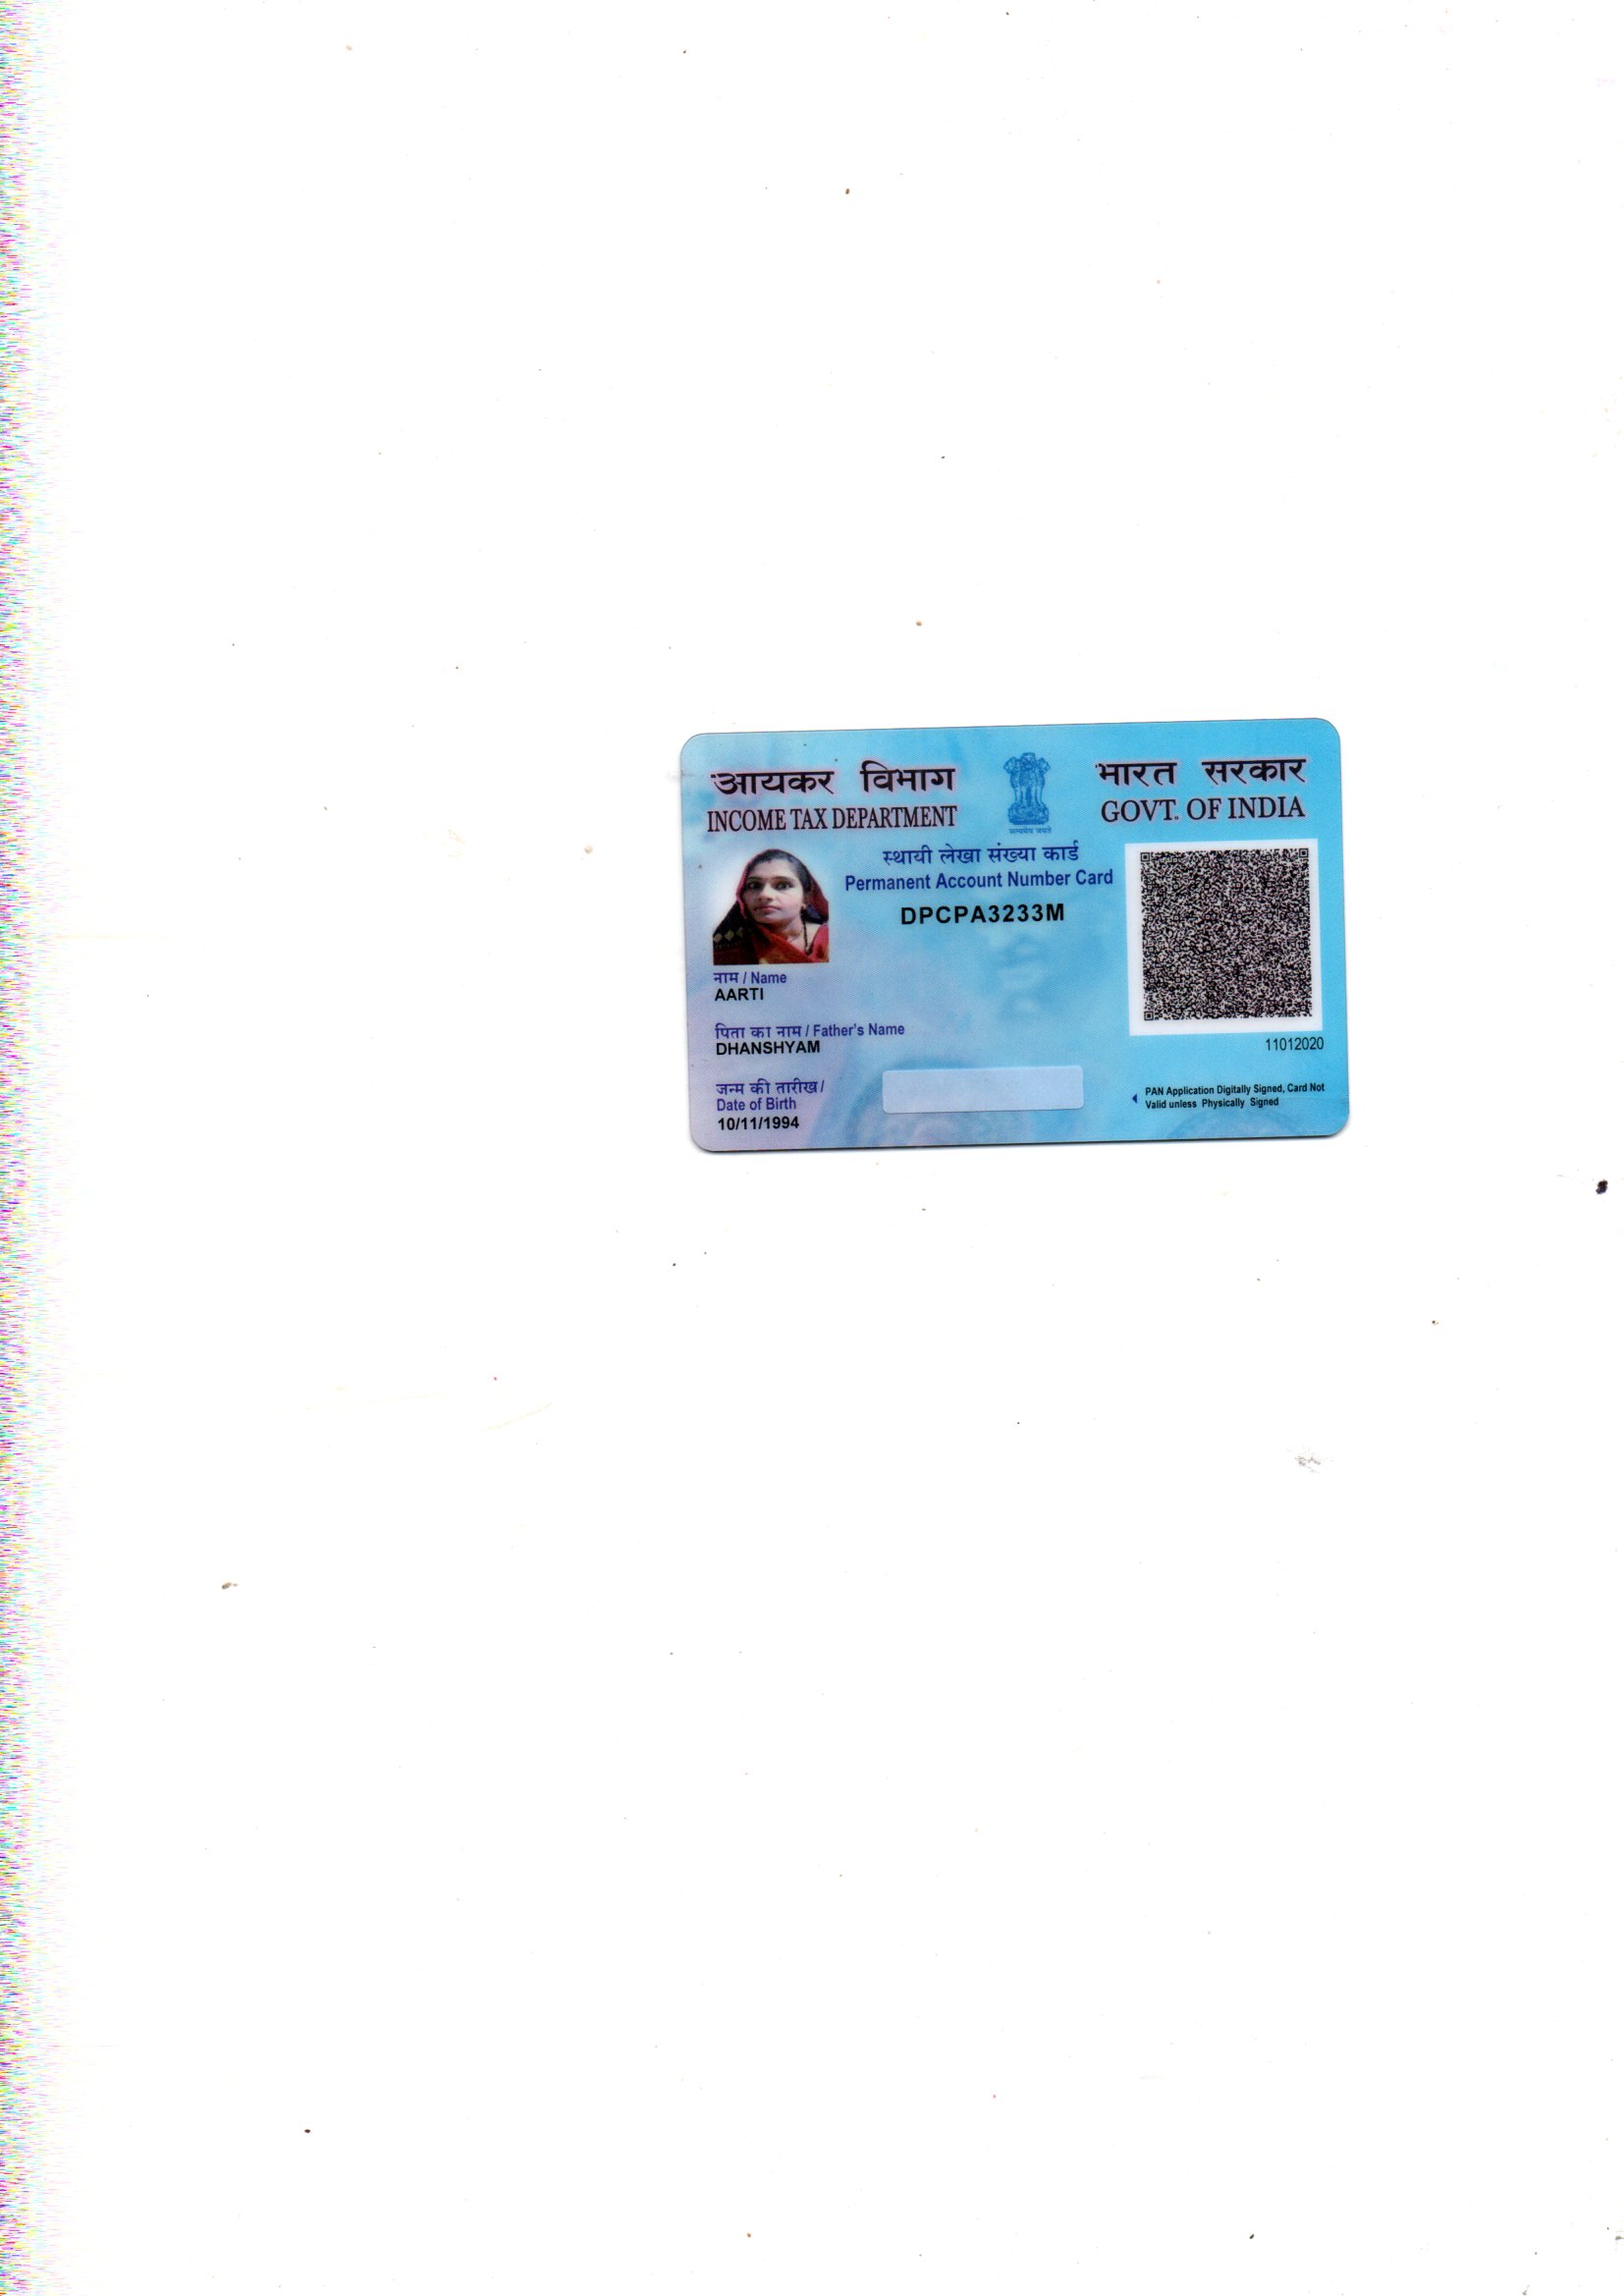 आयकर विभाग
INCOME TAX DEPARTMENT
सत्यमेव जयते
भारत सरकार
GOVT. OF INDIA
स्थायी लेखा संख्या कार्ड
Permanent Account Number Card
DPCPA3233M
नाम / Name
AARTI
पिता का नाम / Father's Name
DHANSHYAM
जन्म की तारीख /
Date of Birth
10/11/1994
11012020
PAN Application Digitally Signed, Card Not
Valid unless Physically Signed